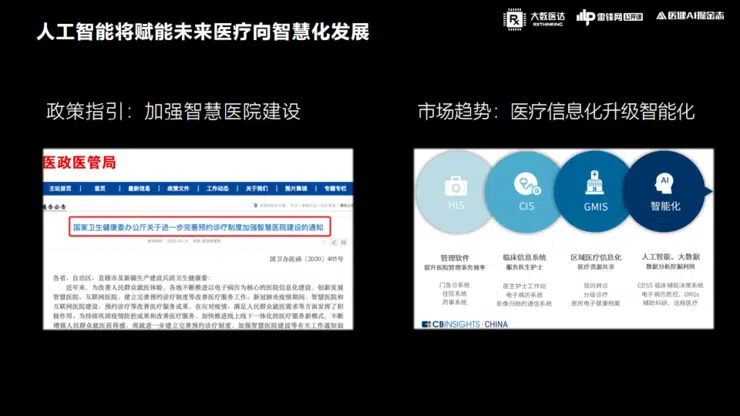 人工智能将赋能未来医疗向智慧化发展
大数医达
RXTHINKING
雷锋网
公开课
医健AI掘金志
政策指引：加强智慧医院建设
市场趋势：医疗信息化升级智能化
医政医管局
主站首页 首页 最新信息 政策文件 工作动态 关于我们 图片集锦 专题专栏
国家卫生健康委办公厅关于进一步完善预约诊疗制度加强智慧医院建设的通知
国卫办医函〔2020〕405号
各省、自治区、直辖市及新疆生产建设兵团卫生健康委：
近年来，为改善人民群众就医体验，各地不断推进以电子病历为核心的医院信息化建设，创新发展
智慧医院、互联网医院，建立完善预约诊疗等改善医疗服务工作。新冠肺炎疫情期间，智慧医院和
互联网医院建设、预约诊疗等改善医疗服务成果，在应对疫情，满足人民群众就医需求等方面发挥了积
极作用。为持续巩固疫情防控成果和改善医疗服务，加快推进线上线下一体化的医疗服务新模式，不断
增强人民群众就医获得感，现就进一步建立完善预约诊疗制度、加强智慧医院建设等有关工作通知如
HIS
CIS
GMIS
AI
智能化
管理软件
提升医院管理事务效率
门急诊系统
住院系统
药事系统
临床信息系统
服务医生护士
医生护士工作站
电子病历系统
影像归档的通信系统
区域医疗信息化
医疗资源共享
双向转诊
分级诊疗
居民电子健康档案
人工智能、大数据
数据分析挖掘利用
CDSS 临床辅助决策系统
电子病历质控、DRGs
辅助科研、远程医疗
CBINSIGHTS CHINA